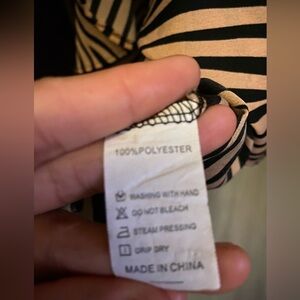 100%POLYESTER
WASHING WITH HAND
DO NOT BLEACH
STEAM PRESSING
DRIP DRY
MADE IN CHINA